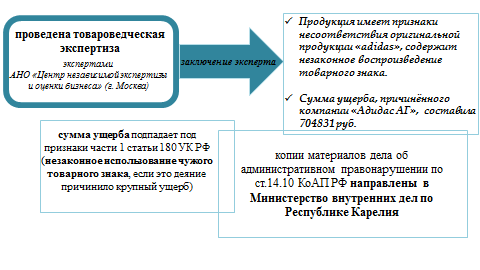 проведена товароведческая
экспертиза
экспертами
АНО «Центр независимой экспертизы
и оценки бизнеса» (г. Москва)
заключение эксперта
✓ Продукция имеет признаки
несоответствия оригинальной
продукции «adidas», содержит
незаконное воспроизведение
товарного знака.
✓ Сумма ущерба, причинённого
компании «Адидас АГ», составила
704831 руб.
сумма ущерба подпадает под
признаки части 1 статьи 180 УК РФ
(незаконное использование чужого
товарного знака, если это деяние
причинило крупный ущерб)
копии материалов дела об
административном правонарушении по
ст.14.10 КоАП РФ направлены в
Министерство внутренних дел по
Республике Карелия